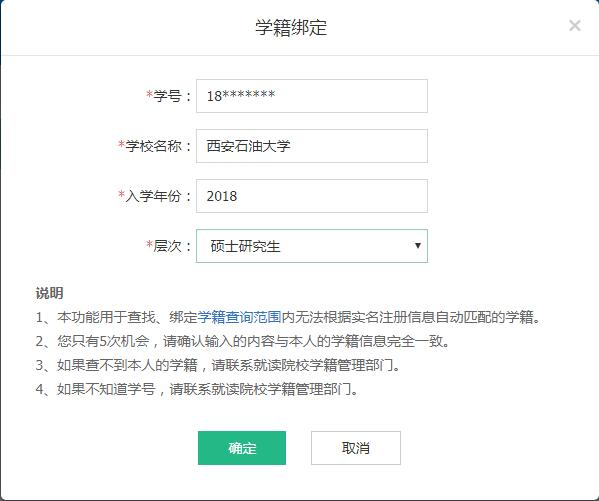 学籍绑定
×
*学号： 18*******
*学校名称： 西安石油大学
*入学年份： 2018
*层次： 硕士研究生
说明
1、本功能用于查找、绑定学籍查询范围内无法根据实名注册信息自动匹配的学籍。
2、您只有5次机会，请确认输入的内容与本人的学籍信息完全一致。
3、如果查不到本人的学籍，请联系就读院校学籍管理部门。
4、如果不知道学号，请联系就读院校学籍管理部门。
确定 取消